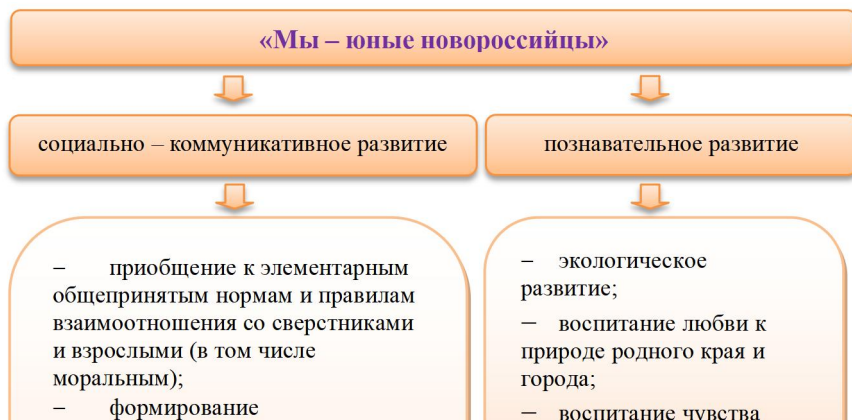 «Мы – юные новороссийцы»
социально – коммуникативное развитие
познавательное развитие
– приобщение к элементарным
общепринятым нормам и правилам
взаимоотношения со сверстниками
и взрослыми (в том числе
моральным);
– формирование
– экологическое
развитие;
– воспитание любви к
природе родного края и
города;
– воспитание чувства